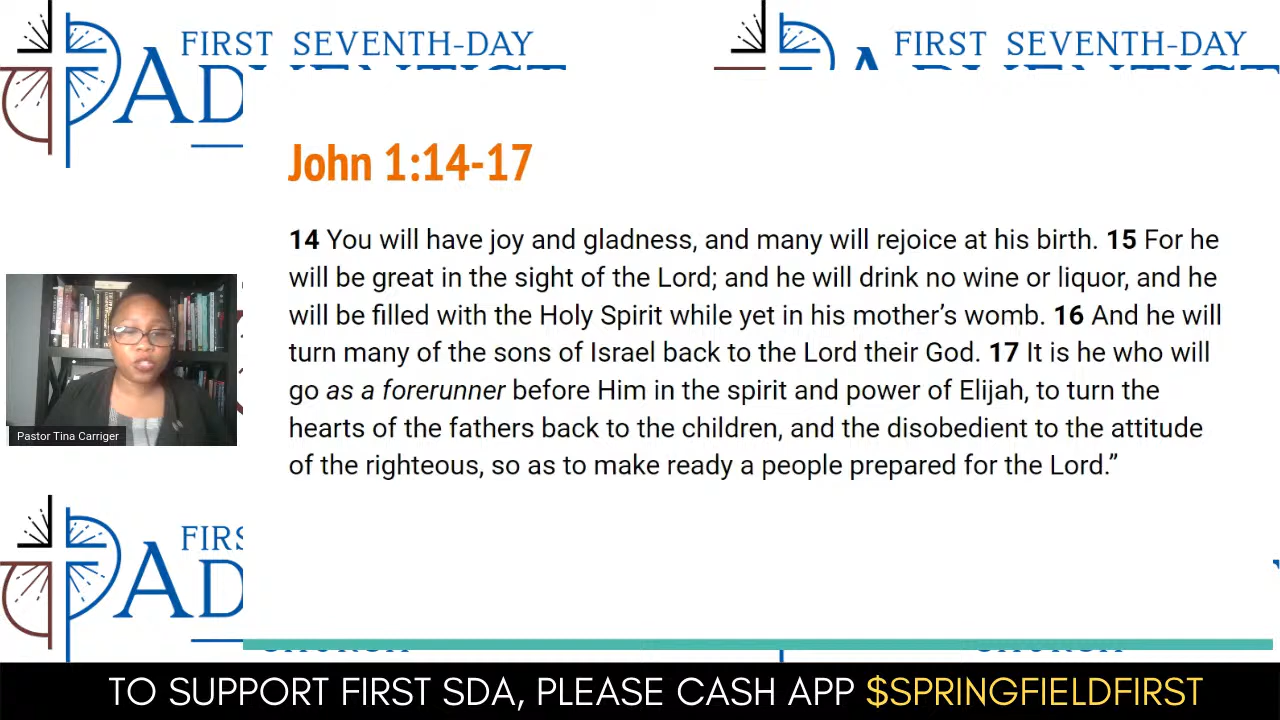 FIRST SEVENTH-DAY
ADVENTIST
FIRST SEVENTH-DAY
ADVENTIST
John 1:14-17
14 You will have joy and gladness, and many will rejoice at his birth. 15 For he
will be great in the sight of the Lord; and he will drink no wine or liquor, and he
will be filled with the Holy Spirit while yet in his mother’s womb. 16 And he will
turn many of the sons of Israel back to the Lord their God. 17 It is he who will
go as a forerunner before Him in the spirit and power of Elijah, to turn the
hearts of the fathers back to the children, and the disobedient to the attitude
of the righteous, so as to make ready a people prepared for the Lord.”
Pastor Tina Carriger
FIRS
AD
TO SUPPORT FIRST SDA, PLEASE CASH APP $SPRINGFIELDFIRST